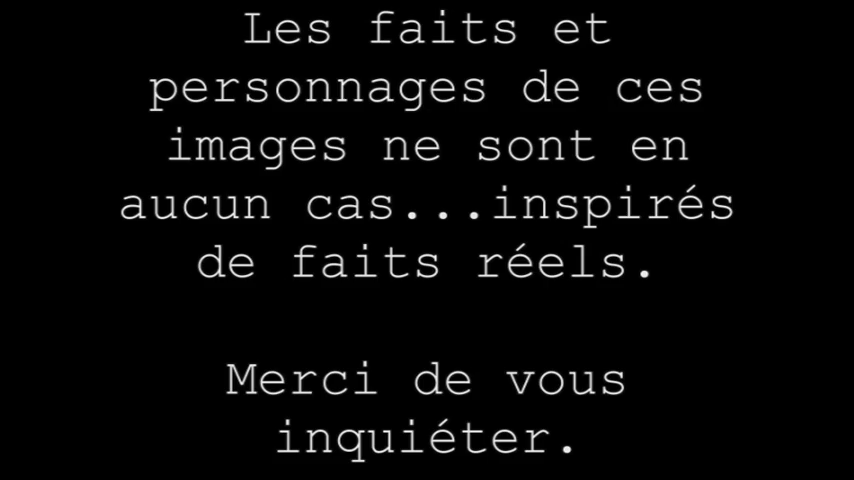 Les faits et
personnages de ces
images ne sont en
aucun cas...inspirés
de faits réels.
Merci de vous
inquiéter.